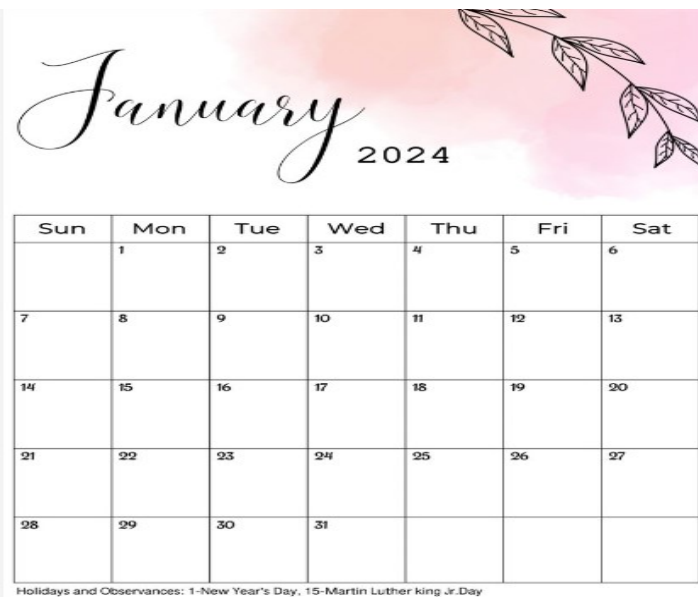 January
2024
Sun Mon Tue Wed Thu Fri Sat
1 2 3 4 5 6
7 8 9 10 11 12 13
14 15 16 17 18 19 20
21 22 23 24 25 26 27
28 29 30 31
Holidays and Observances: 1-New Year's Day, 15-Martin Luther king Jr.Day